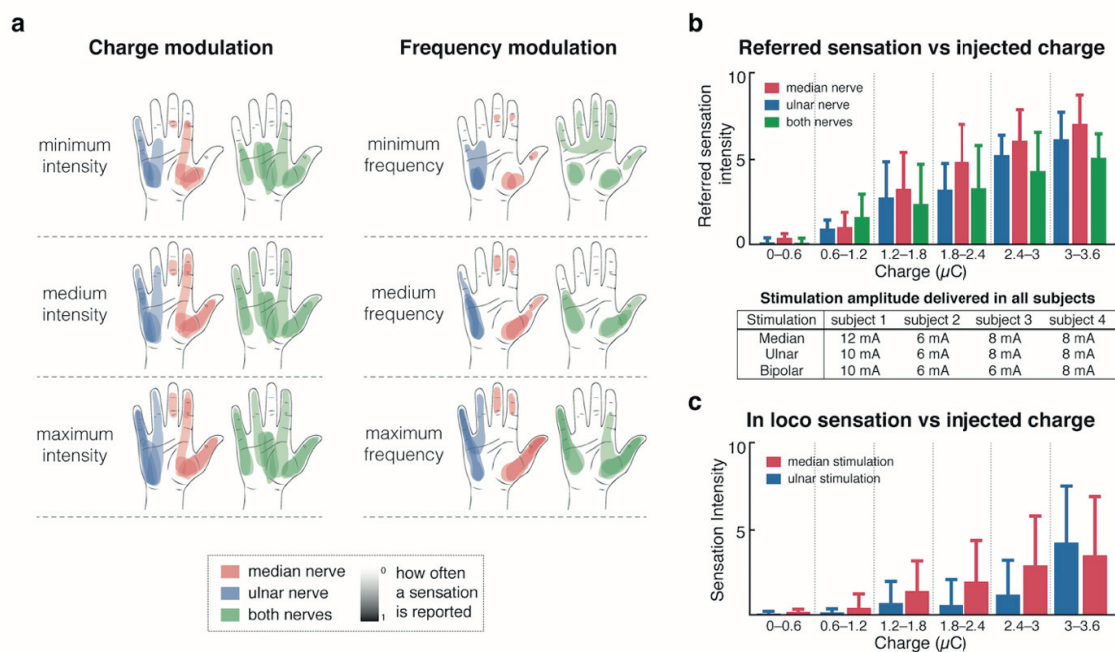 a
Charge modulation
Frequency modulation
minimum
intensity
minimum
frequency
medium
intensity
medium
frequency
maximum
intensity
maximum
frequency
median nerve
ulnar nerve
both nerves
0
1
how often
a sensation
is reported
b
Referred sensation vs injected charge
Referred sensation
intensity
10
5
0
median nerve
ulnar nerve
both nerves
0–0.6 0.6–1.2 1.2–1.8 1.8–2.4 2.4–3 3–3.6
Charge (µC)
Stimulation amplitude delivered in all subjects
Stimulation subject 1 subject 2 subject 3 subject 4
Median 12 mA 6 mA 8 mA 8 mA
Ulnar 10 mA 6 mA 8 mA 8 mA
Bipolar 10 mA 6 mA 6 mA 8 mA
c
In loco sensation vs injected charge
Sensation Intensity
10
5
median stimulation
ulnar stimulation
0–0.6 0.6–1.2 1.2–1.8 1.8–2.4 2.4–3 3–3.6
Charge (µC)